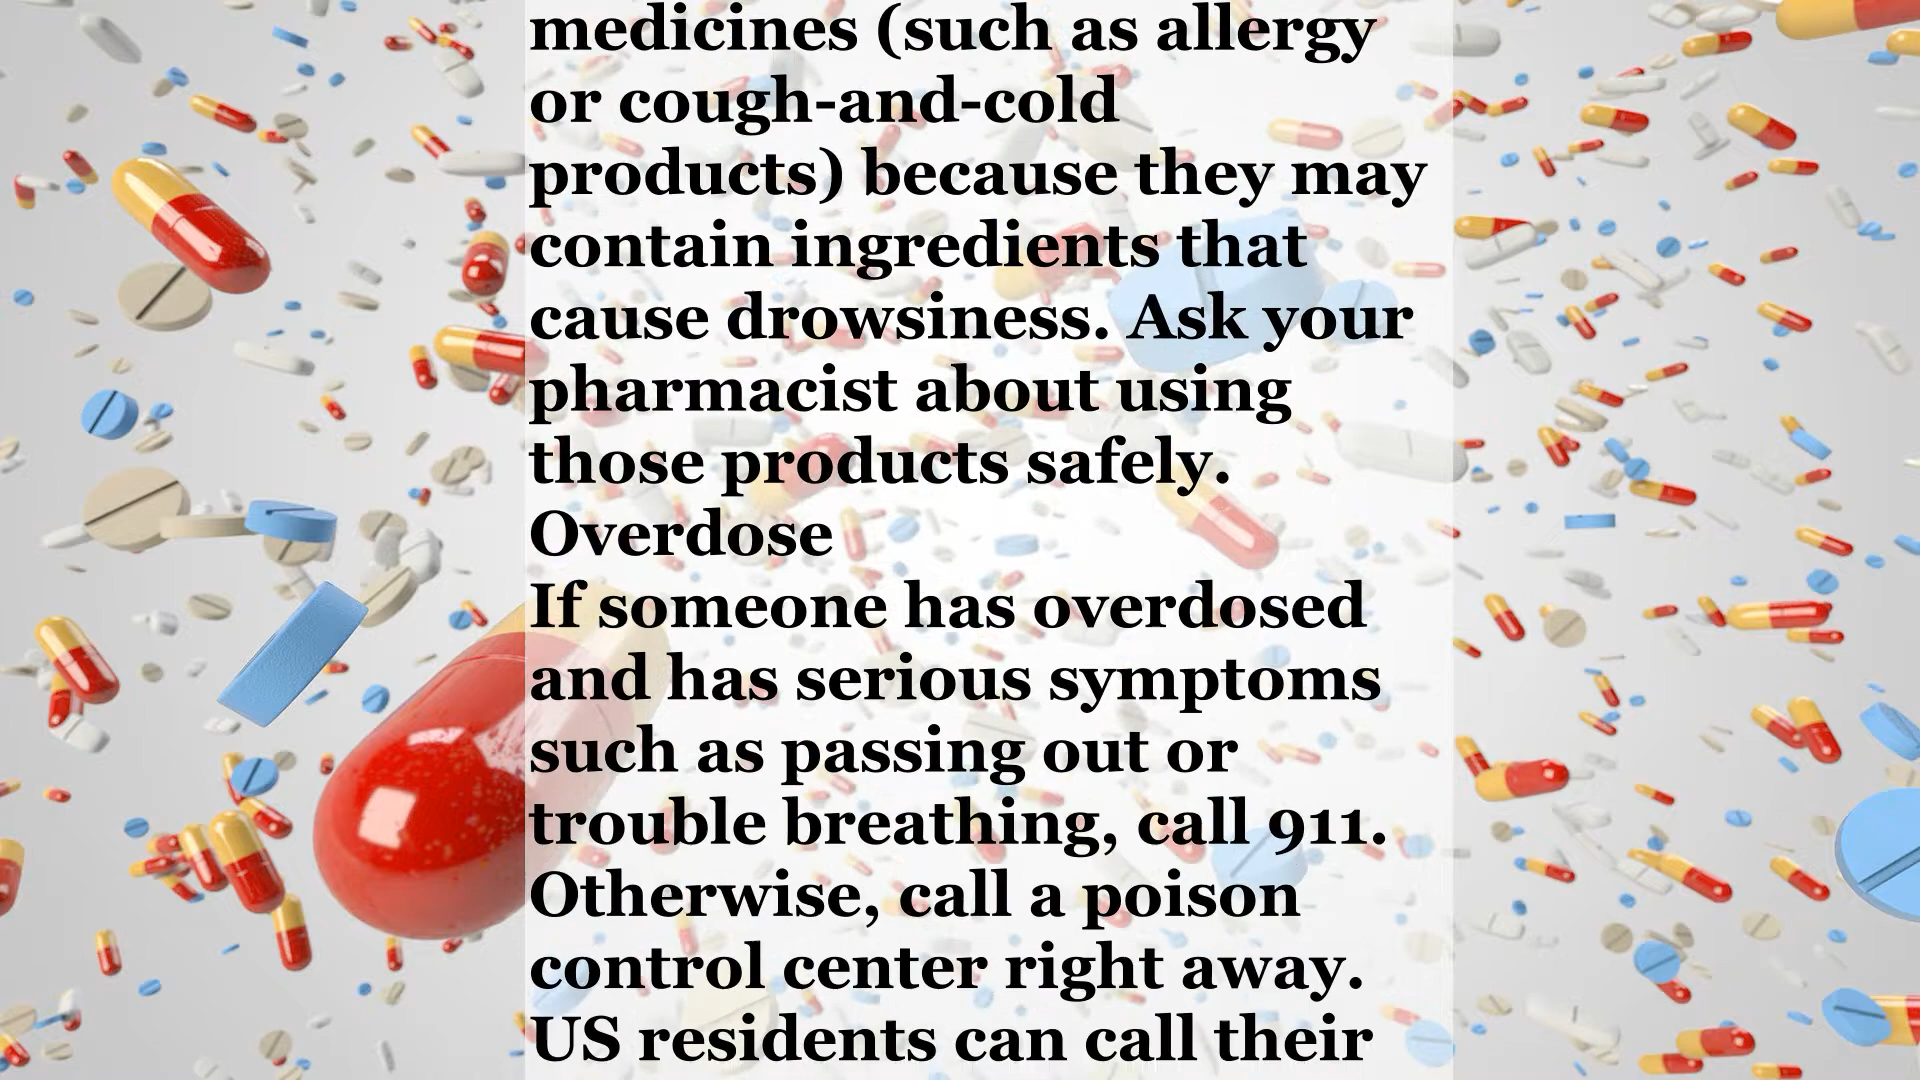 medicines (such as allergy
or cough-and-cold
products) because they may
contain ingredients that
cause drowsiness. Ask your
pharmacist about using
those products safely.
Overdose
If someone has overdosed
and has serious symptoms
such as passing out or
trouble breathing, call 911.
Otherwise, call a poison
control center right away.
US residents can call their